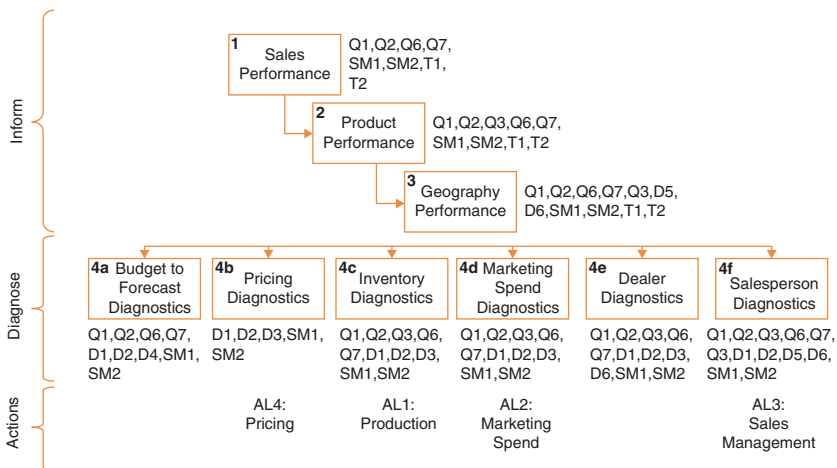 Inform
1
Sales
Performance
Q1,Q2,Q6,Q7,
SM1,SM2,T1,
T2
2
Product
Performance
Q1,Q2,Q3,Q6,Q7,
SM1,SM2,T1,T2
3
Geography
Performance
Q1,Q2,Q6,Q7,Q3,D5,
D6,SM1,SM2,T1,T2
Diagnose
4a Budget to
Forecast
Diagnostics
Q1,Q2,Q6,Q7,
D1,D2,D4,SM1,
SM2
4b
Pricing
Diagnostics
D1,D2,D3,SM1,
SM2
4c
Inventory
Diagnostics
Q1,Q2,Q3,Q6,
Q7,D1,D2,D3,
SM1,SM2
4d Marketing
Spend
Diagnostics
Q1,Q2,Q3,Q6,
Q7,D1,D2,D3,
SM1,SM2
4e
Dealer
Diagnostics
Q1,Q2,Q3,Q6,
Q7,D1,D2,D3,
D6,SM1,SM2
4f
Salesperson
Diagnostics
Q1,Q2,Q3,Q6,Q7,
Q3,D1,D2,D5,D6,
SM1,SM2
Actions
AL4:
Pricing
AL1:
Production
AL2:
Marketing
Spend
AL3:
Sales
Management